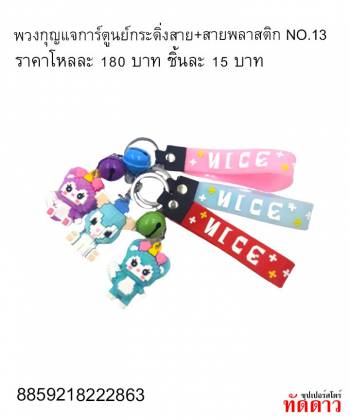 พวงกุญแจการ์ตูนย์กระดิ่งสาย+สายพลาสติก NO.13
ราคาโหลละ 180 บาท ชิ้นละ 15 บาท
NICE
NICE
NICE
8859218222863
ซุปเปอร์สโตร์
ทัดดาว